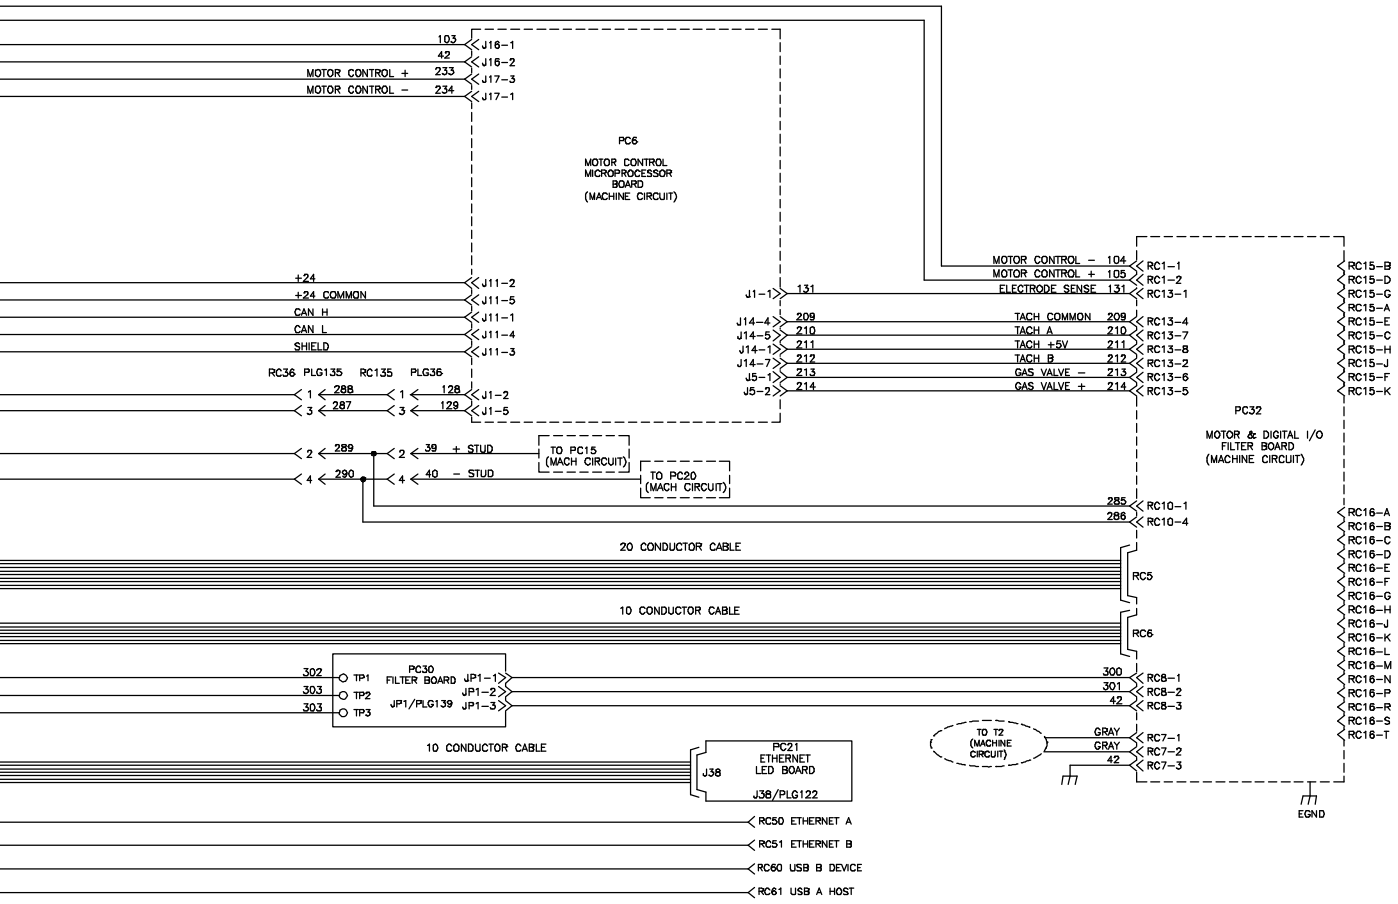 103 J16-1
42 J16-2
MOTOR CONTROL + 233 J17-3
MOTOR CONTROL - 234 J17-1
PC6
MOTOR CONTROL
MICROPROCESSOR
BOARD
(MACHINE CIRCUIT)
+24 J11-2
+24 COMMON J11-5
CAN H J11-1
CAN L J11-4
SHIELD J11-3
RC36 PLG135 RC135 PLG36
1 288 1 128 J1-2
3 287 3 129 J1-5
2 289 2 39 + STUD
TO PC15
(MACH CIRCUIT)
4 290 4 40 - STUD
TO PC20
(MACH CIRCUIT)
MOTOR CONTROL - 104 RC1-1
MOTOR CONTROL + 105 RC1-2
J1-1 131 ELECTRODE SENSE 131 RC13-1
J14-4 209 TACH COMMON 209 RC13-4
J14-5 210 TACH A 210 RC13-7
J14-1 211 TACH +5V 211 RC13-8
J14-7 212 TACH B 212 RC13-2
J5-1 213 GAS VALVE - 213 RC13-6
J5-2 214 GAS VALVE + 214 RC13-5
PC32
MOTOR & DIGITAL I/O
FILTER BOARD
(MACHINE CIRCUIT)
RC15-B
RC15-D
RC15-G
RC15-A
RC15-E
RC15-C
RC15-H
RC15-J
RC15-F
RC15-K
285 RC10-1
286 RC10-4
20 CONDUCTOR CABLE
RC5
10 CONDUCTOR CABLE
RC6
RC16-A
RC16-B
RC16-C
RC16-D
RC16-E
RC16-F
RC16-G
RC16-H
RC16-J
RC16-K
RC16-L
RC16-M
RC16-N
RC16-P
RC16-R
RC16-S
RC16-T
302 TP1
303 TP2
303 TP3
PC30
FILTER BOARD
JP1/PLG139
JP1-1 300 RC8-1
JP1-2 301 RC8-2
JP1-3 42 RC8-3
TO T2
(MACHINE
CIRCUIT)
GRAY RC7-1
GRAY RC7-2
42 RC7-3
EGND
10 CONDUCTOR CABLE
J38
PC21
ETHERNET
LED BOARD
J38/PLG122
RC50 ETHERNET A
RC51 ETHERNET B
RC60 USB B DEVICE
RC61 USB A HOST